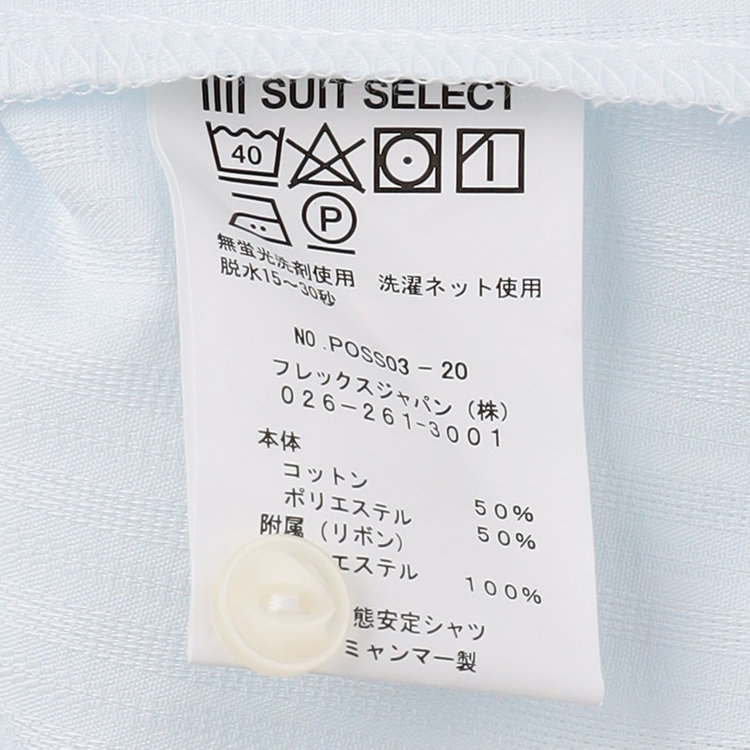 SUIT SELECT
40
P
無蛍光洗剤使用
脱水15〜30秒
洗濯ネット使用
NO.POSS03-20
フレックスジャパン（株）
026-261-3001
本体
コットン 50%
ポリエステル 50%
附属（リボン）
エステル 100%
態安定シャツ
ミャンマー製